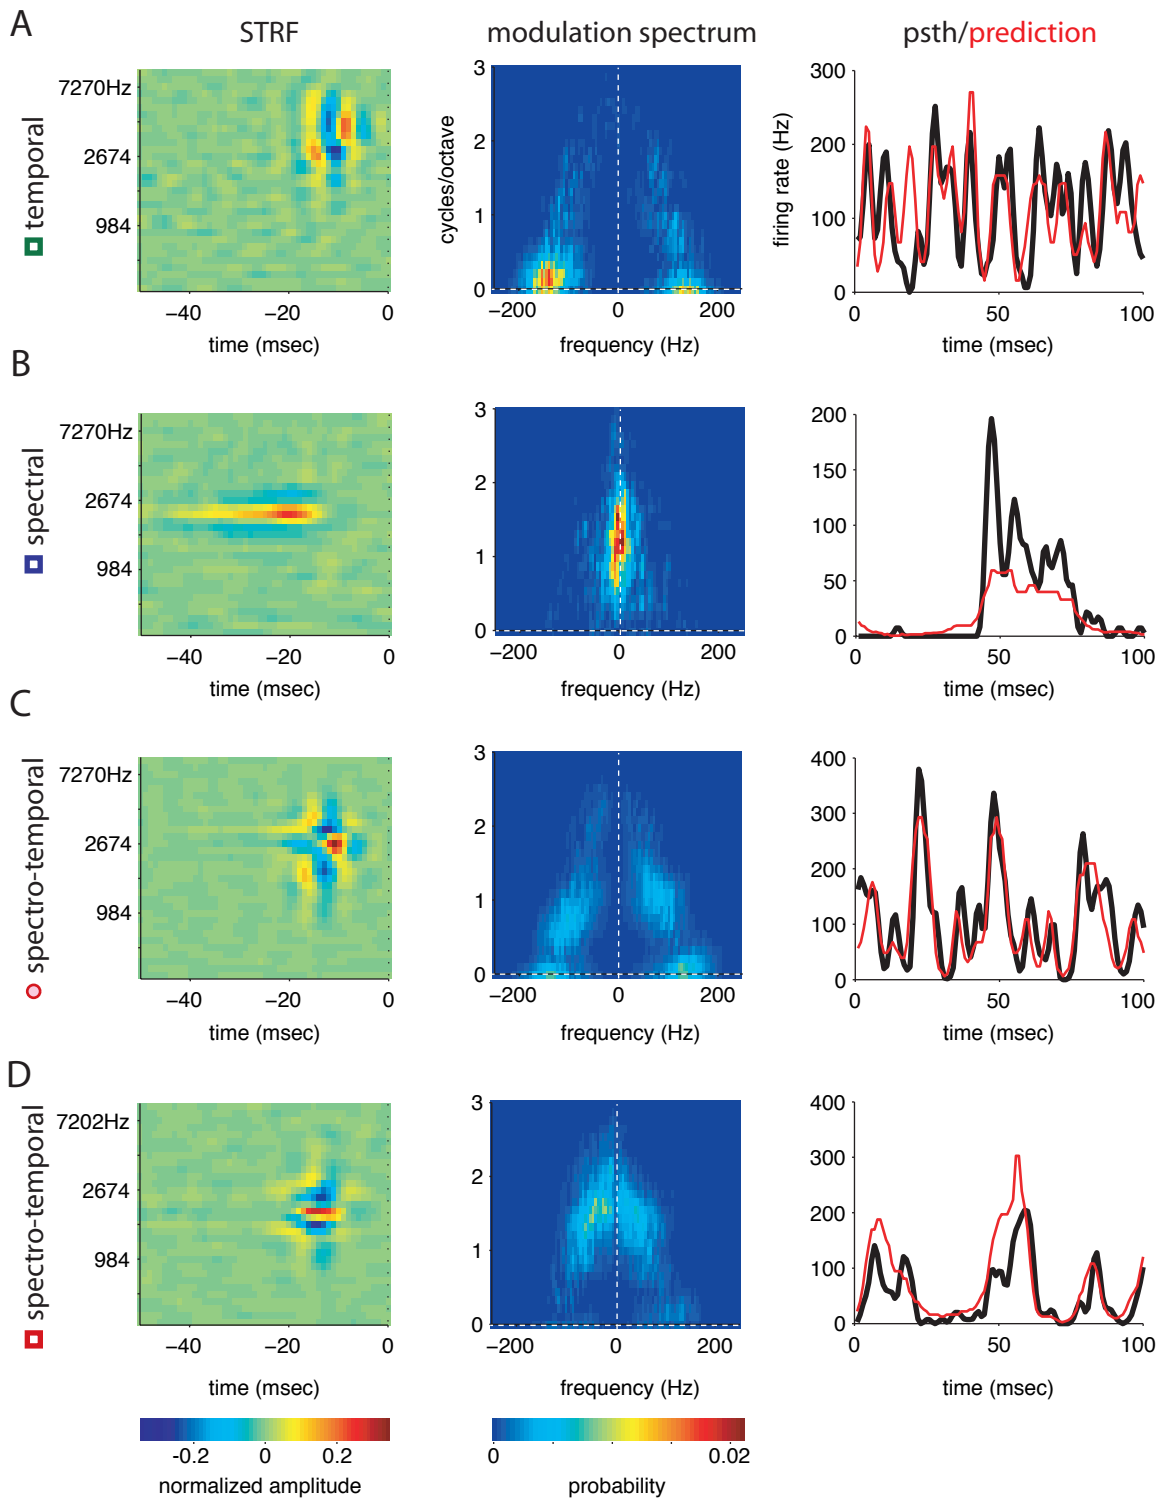 A
STRF
modulation spectrum
psth/prediction
temporal
7270Hz
2674
984
−40
−20
0
time (msec)
cycles/octave
3
2
1
0
−200
0
200
frequency (Hz)
firing rate (Hz)
300
200
100
0
0
50
100
time (msec)
B
spectral
7270Hz
2674
984
−40
−20
0
time (msec)
3
2
1
0
−200
0
200
frequency (Hz)
200
150
100
50
0
0
50
100
time (msec)
C
spectro-temporal
7270Hz
2674
984
−40
−20
0
time (msec)
3
2
1
0
−200
0
200
frequency (Hz)
400
300
200
100
0
0
50
100
time (msec)
D
spectro-temporal
7202Hz
2674
984
−40
−20
0
time (msec)
3
2
1
0
−200
0
200
frequency (Hz)
400
300
200
100
0
0
50
100
time (msec)
-0.2
0
0.2
normalized amplitude
0
0.02
probability